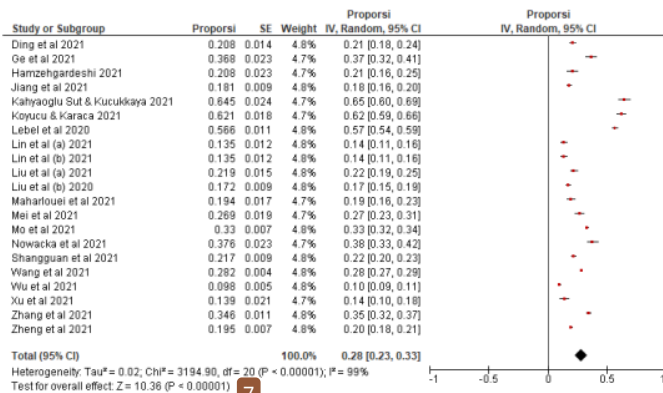 Proporsi Proporsi
Study or Subgroup Proporsi SE Weight IV, Random, 95% CI IV, Random, 95% CI
Ding et al 2021 0.208 0.014 4.8% 0.21 [0.18, 0.24]
Ge et al 2021 0.368 0.023 4.7% 0.37 [0.32, 0.41]
Hamzehgardeshi 2021 0.208 0.023 4.7% 0.21 [0.16, 0.25]
Jiang et al 2021 0.181 0.009 4.8% 0.18 [0.16, 0.20]
Kahyaoglu Sut & Kucukkaya 2021 0.645 0.024 4.7% 0.65 [0.60, 0.69]
Koyucu & Karaca 2021 0.621 0.018 4.7% 0.62 [0.59, 0.66]
Lebel et al 2020 0.566 0.011 4.8% 0.57 [0.54, 0.59]
Lin et al (a) 2021 0.135 0.012 4.8% 0.14 [0.11, 0.16]
Lin et al (b) 2021 0.135 0.012 4.8% 0.14 [0.11, 0.16]
Liu et al (a) 2021 0.219 0.015 4.8% 0.22 [0.19, 0.25]
Liu et al (b) 2020 0.172 0.009 4.8% 0.17 [0.15, 0.19]
Maharlouei et al 2021 0.194 0.017 4.8% 0.19 [0.16, 0.23]
Mei et al 2021 0.269 0.019 4.7% 0.27 [0.23, 0.31]
Mo et al 2021 0.33 0.007 4.8% 0.33 [0.32, 0.34]
Nowacka et al 2021 0.376 0.023 4.7% 0.38 [0.33, 0.42]
Shangguan et al 2021 0.217 0.009 4.8% 0.22 [0.20, 0.23]
Wang et al 2021 0.282 0.004 4.8% 0.28 [0.27, 0.29]
Wu et al 2021 0.098 0.005 4.8% 0.10 [0.09, 0.11]
Xu et al 2021 0.139 0.021 4.7% 0.14 [0.10, 0.18]
Zhang et al 2021 0.346 0.011 4.8% 0.35 [0.32, 0.37]
Zheng et al 2021 0.195 0.007 4.8% 0.20 [0.18, 0.21]
Total (95% CI) 100.0% 0.28 [0.23, 0.33]
Heterogeneity: Tau² = 0.02; Chi² = 3194.90, df = 20 (P < 0.00001); I² = 99%
Test for overall effect: Z = 10.36 (P < 0.00001)
7
-1 -0.5 0 0.5 1